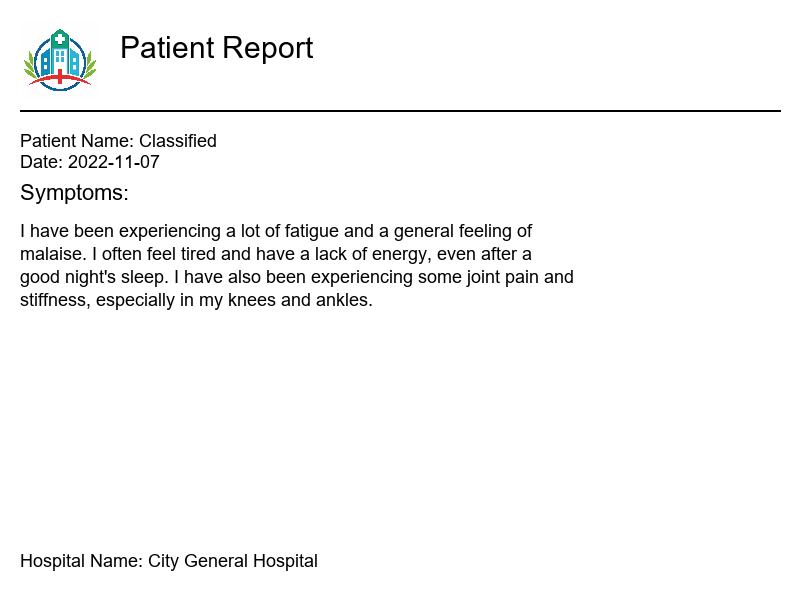 Patient Report
Patient Name: Classified
Date: 2022-11-07
Symptoms:
I have been experiencing a lot of fatigue and a general feeling of
malaise. I often feel tired and have a lack of energy, even after a
good night's sleep. I have also been experiencing some joint pain and
stiffness, especially in my knees and ankles.
Hospital Name: City General Hospital